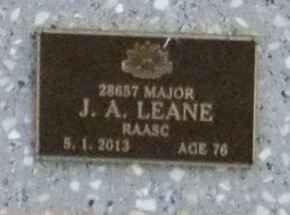 28657 MAJOR
J. A. LEANE
RAASC
5. 1. 2013 AGE 76